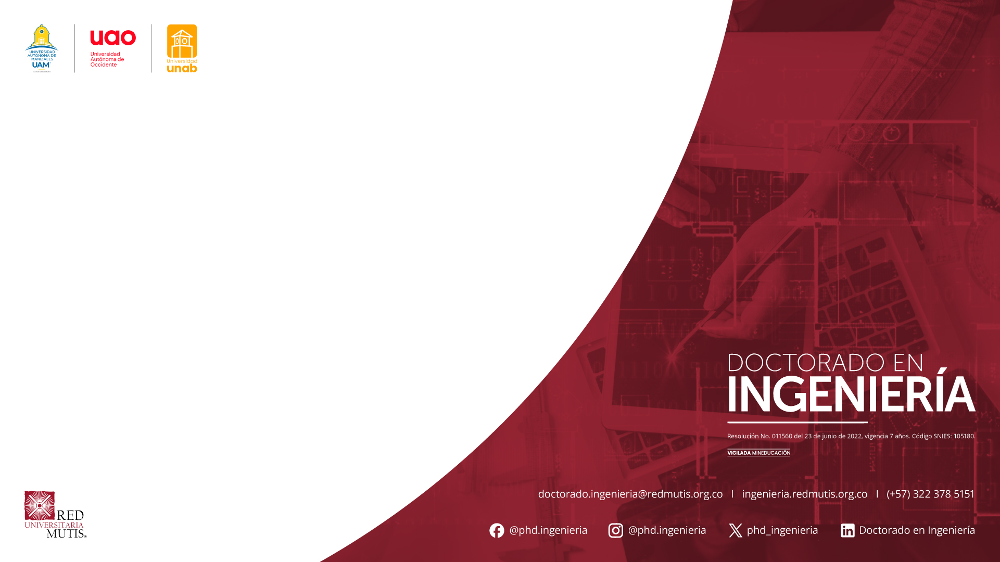 UNIVERSIDAD
AUTÓNOMA DE
MANIZALES
UAM
uao
Universidad
Autónoma de
Occidente
Universidad
unab
DOCTORADO EN
INGENIERÍA
Resolución No. 011560 del 23 de junio de 2022, vigencia 7 años. Código SNIES: 105180.
VIGILADA MINEDUCACIÓN
doctorado.ingenieria@redmutis.org.co | ingenieria.redmutis.org.co | (+57) 322 378 5151
@phd.ingenieria @phd.ingenieria phd_ingenieria Doctorado en Ingeniería
RED
UNIVERSITARIA
MUTIS®